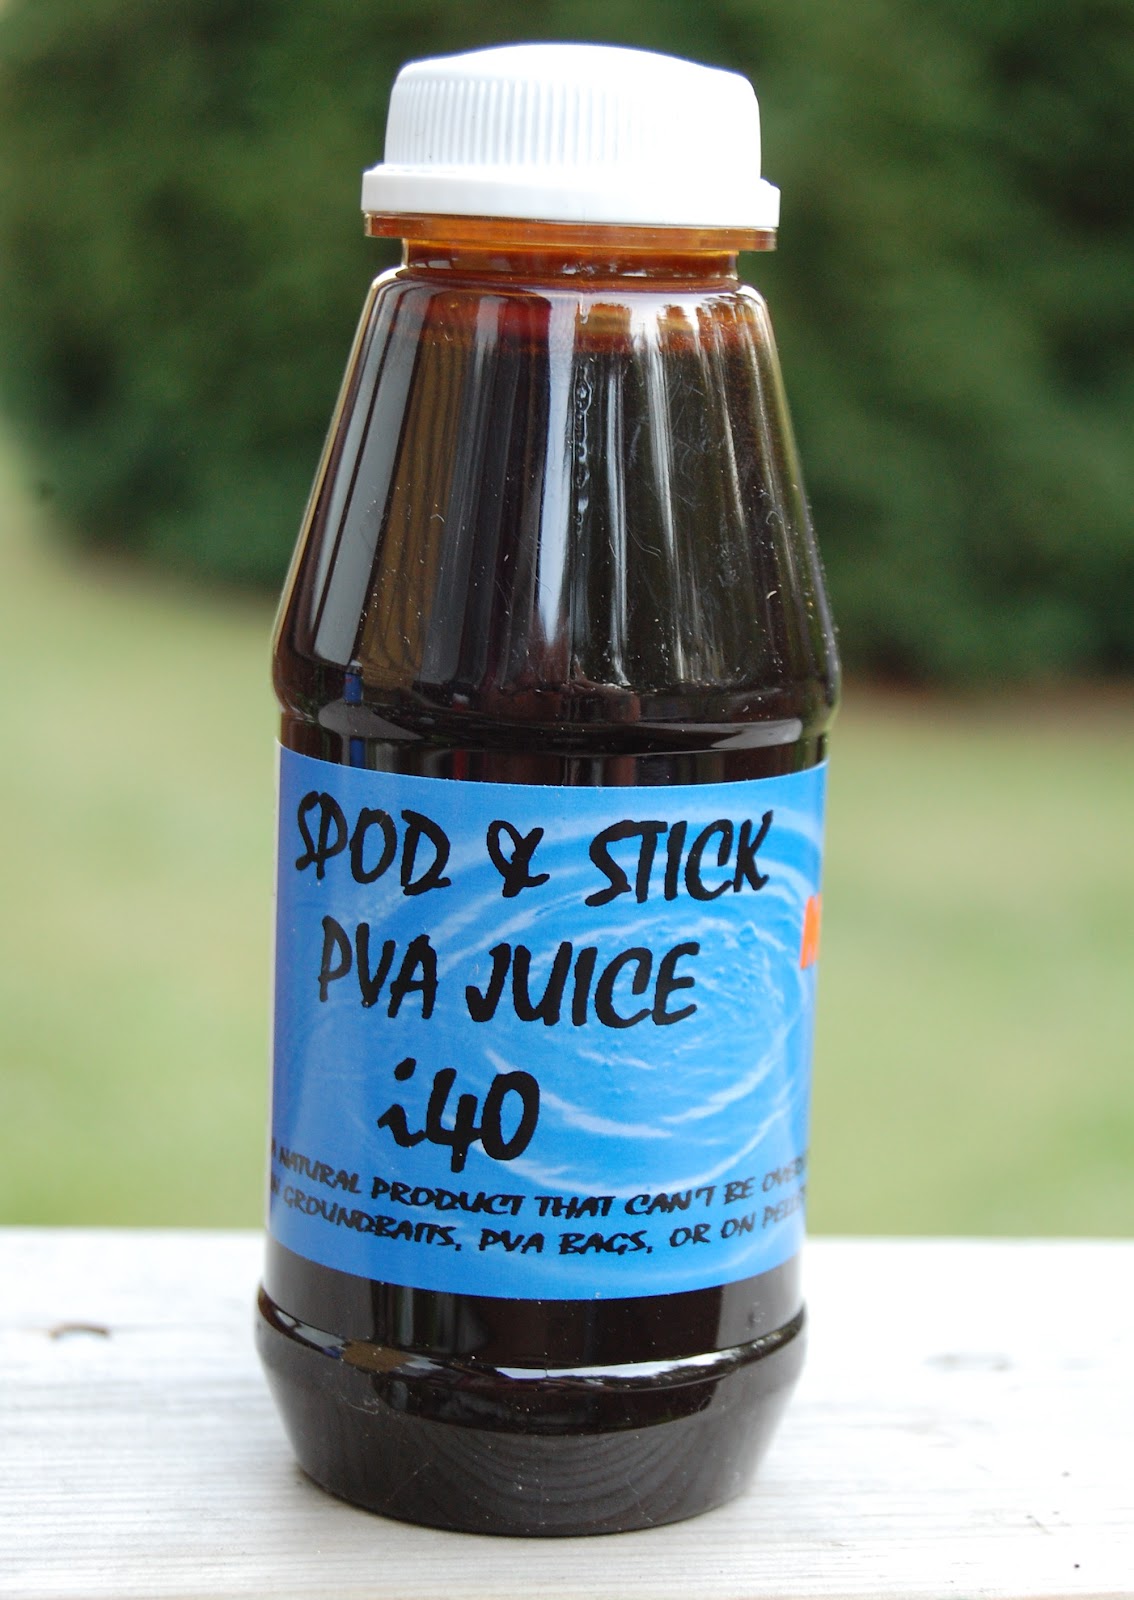 SPOD & STICK
PVA JUICE
i40
NATURAL PRODUCT THAT CAN'T BE
GROUNDBAITS, PVA BAGS, OR ON